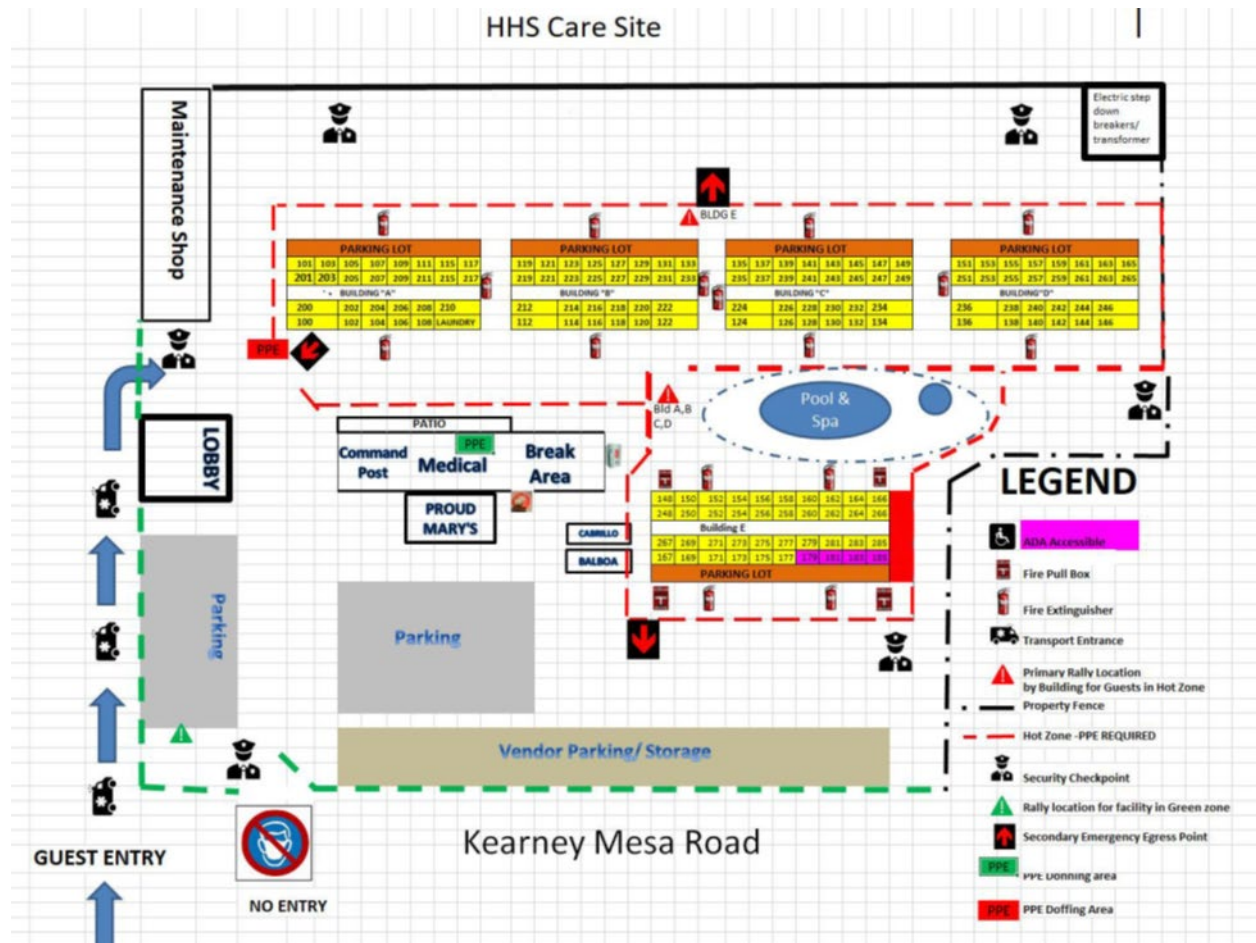 HHS Care Site
Maintenance Shop
Electric step
down
breakers/
transformer
BLDG E
PARKING LOT
101 103 105 107 109 111 115 117
201 203 205 207 209 211 215 217
BUILDING "A"
200 202 204 206 208 210
100 102 104 106 108 LAUNDRY
PARKING LOT
119 121 123 125 127 129 131 133
219 221 223 225 227 229 231 233
BUILDING "B"
212 214 216 218 220 222
112 114 116 118 120 122
PARKING LOT
135 137 139 141 143 145 147 149
235 237 239 241 243 245 247 249
BUILDING "C"
224 226 228 230 232 234
124 126 128 130 132 134
PARKING LOT
151 153 155 157 159 161 163 165
251 253 255 257 259 261 263 265
BUILDING"D"
236 238 240 242 244 246
136 138 140 142 144 146
PPE
Bld A,B
C,D
Pool &
Spa
LOBBY
PATIO
Command
Post
PPE
Medical
Break
Area
PROUD
MARY'S
CABRILLO
BALBOA
148 150 152 154 156 158 160 162 164 166
248 250 252 254 256 258 260 262 264 266
Building E
267 269 271 273 275 277 279 281 283 285
167 169 171 173 175 177 179 181 183 185
PARKING LOT
Parking
Parking
Vendor Parking/ Storage
Kearney Mesa Road
GUEST ENTRY
NO ENTRY
LEGEND
ADA Accessible
Fire Pull Box
Fire Extinguisher
Transport Entrance
Primary Rally Location
by Building for Guests in Hot Zone
Property Fence
Hot Zone -PPE REQUIRED
Security Checkpoint
Rally location for facility in Green zone
Secondary Emergency Egress Point
PPE
PPE Donning area
PPE
PPE Doffing Area